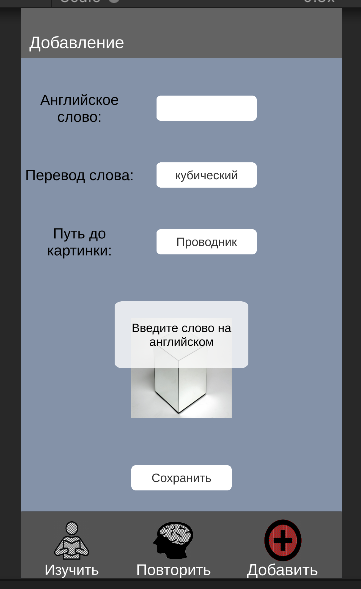 Добавление
Английское
слово:
Перевод слова:
кубический
Путь до
картинки:
Проводник
Введите слово на
английском
Сохранить
Изучить
Повторить
Добавить